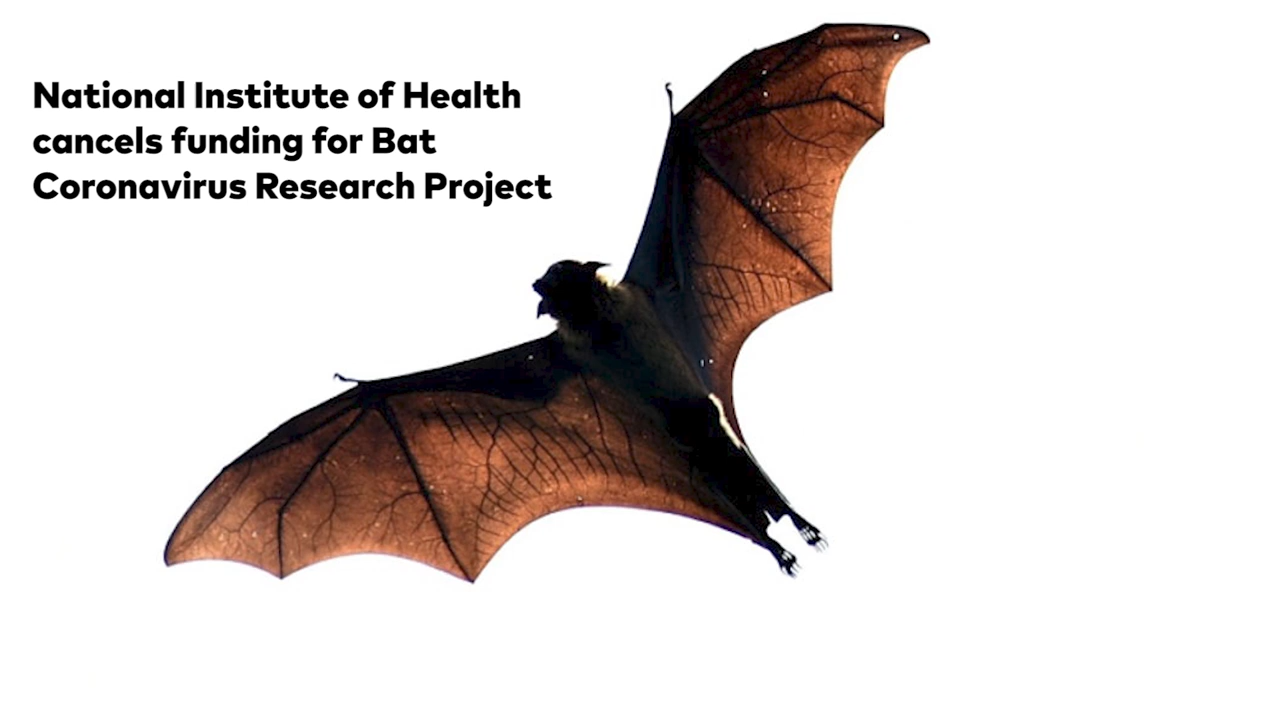 National Institute of Health
cancels funding for Bat
Coronavirus Research Project